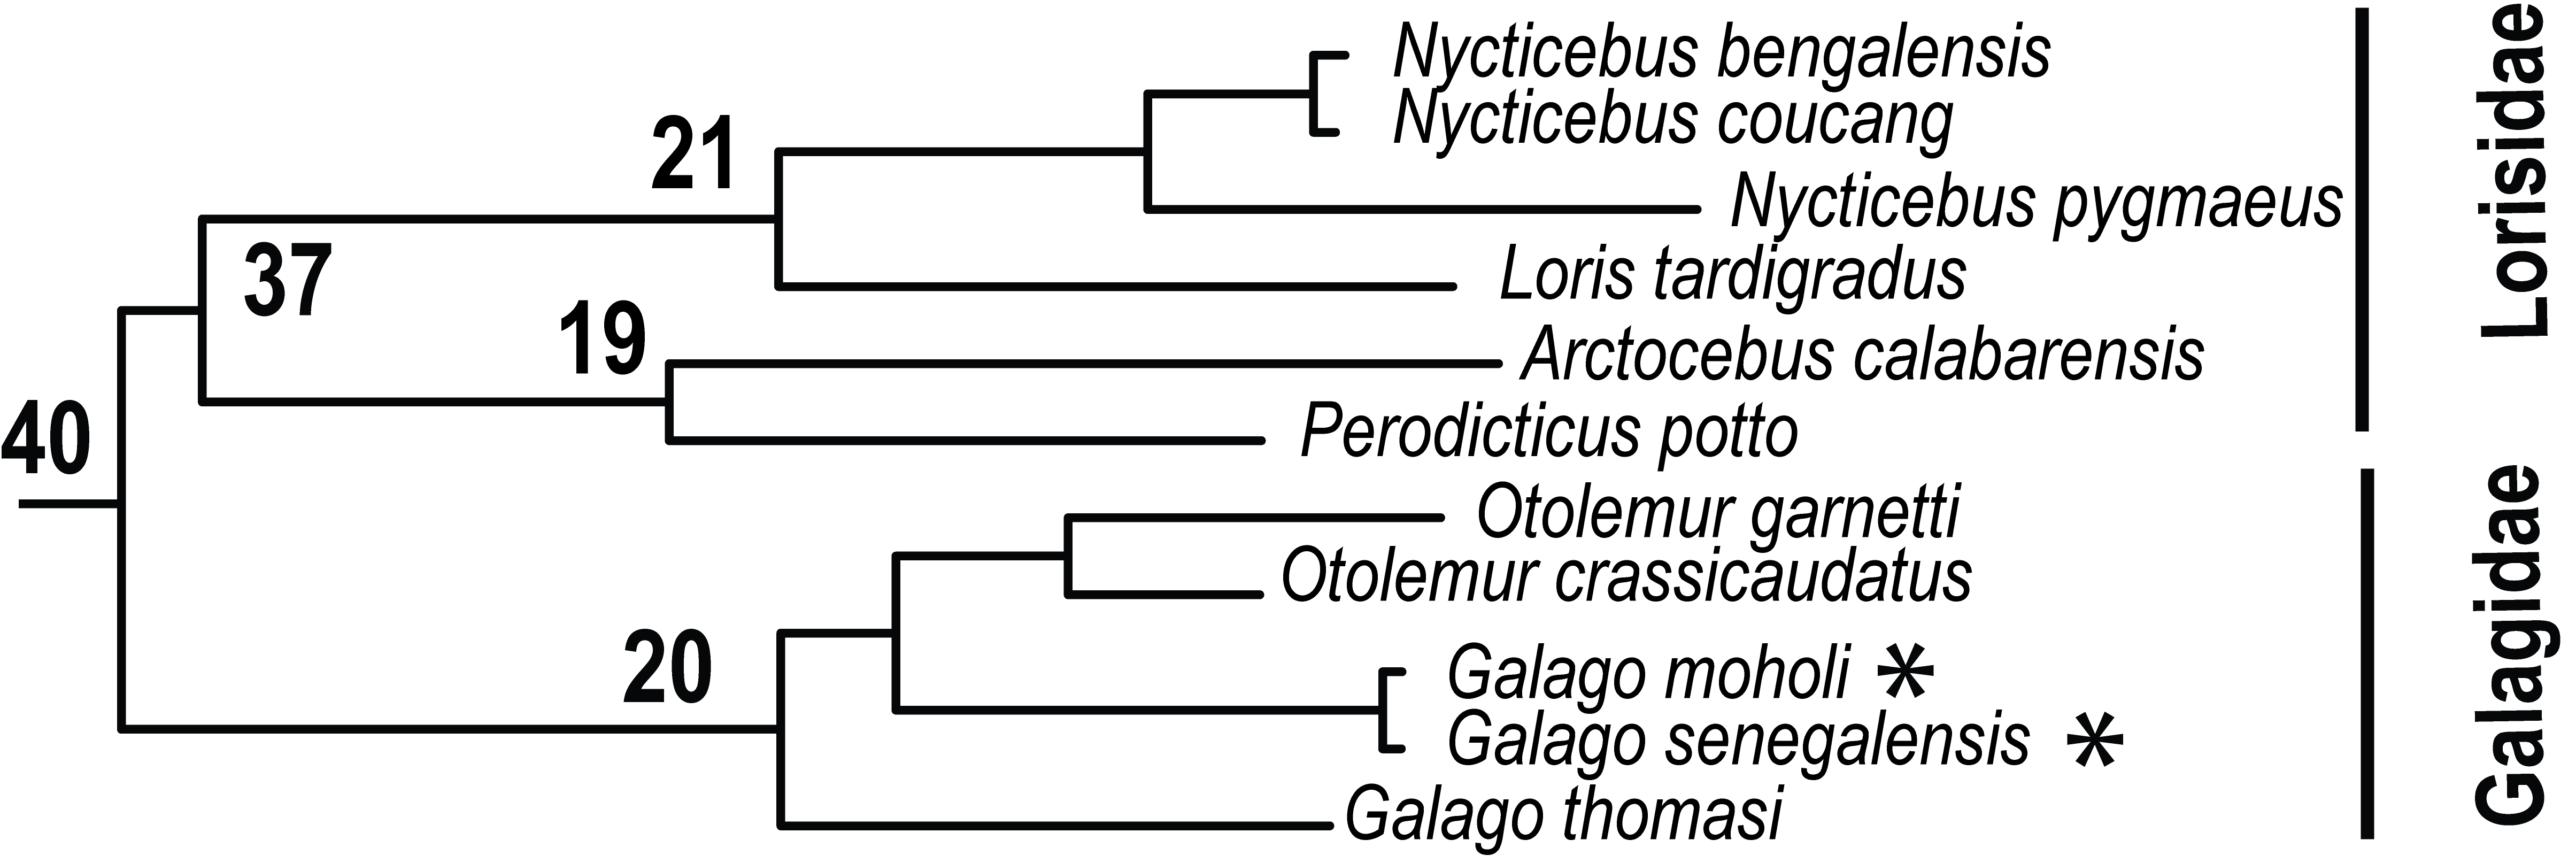 Nycticebus bengalensis
Nycticebus coucang
21
Nycticebus pygmaeus
37
Loris tardigradus
19
Arctocebus calabarensis
40
Perodicticus potto
Lorisidae
Otolemur garnetti
Otolemur crassicaudatus
20
Galago moholi *
Galago senegalensis *
Galago thomasi
Galagidae